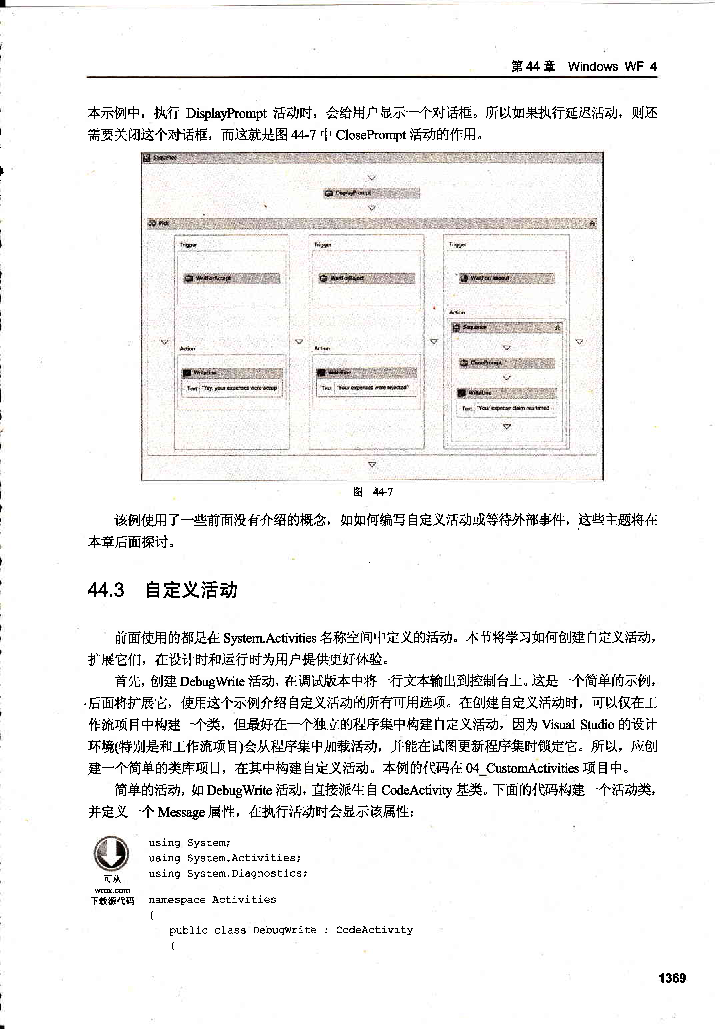 第 44 章 Windows WF 4
本示例中，执行 DisplayPrompt 活动时，会给用户显示一个对话框。所以如果执行延迟活动，则还
需要关闭这个对话框，而这就是图 44-7 中 ClosePrompt 活动的作用。
Sequence
DisplayPrompt
Pick
Trigger
Trigger
Trigger
WaitForAccept
WaitForReject
Action
Sequence
Action
Action
ClosePrompt
WriteLine
WriteLine
WriteLine
Text "Yay, your expenses were accep
Text "Your expenses were rejected"
Text "Your expenses claim
图 44-7
该例使用了一些前面没有介绍的概念，如如何编写自定义活动或等待外部事件，这些主题将在
本章后面探讨。
44.3 自定义活动
前面使用的都是在 System.Activities 名称空间中定义的活动。本节将学习如何创建自定义活动，
扩展它们，在设计时和运行时为用户提供更好体验。
首先，创建 DebugWrite 活动，在调试版本中将一行文本输出到控制台上。这是一个简单的示例，
后面将扩展它，使用这个示例介绍自定义活动的所有可用选项。在创建自定义活动时，可以仅在工
作流项目中构建一个类，但最好在一个独立的程序集中构建自定义活动，因为 Visual Studio 的设计
环境(特别是和工作流项目)会从程序集中加载活动，并能在试图更新程序集时锁定它。所以，应创
建一个简单的类库项目，在其中构建自定义活动。本例的代码在 04_CustomActivities 项目中。
简单的活动，如 DebugWrite 活动，直接派生自 CodeActivity 基类。下面的代码构建一个活动类，
并定义一个 Message 属性，在执行活动时会显示该属性：
可从
wrox.com
下载源代码
using System;
using System.Activities;
using System.Diagnostics;
namespace Activities
{
public class DebugWrite : CodeActivity
{
1369